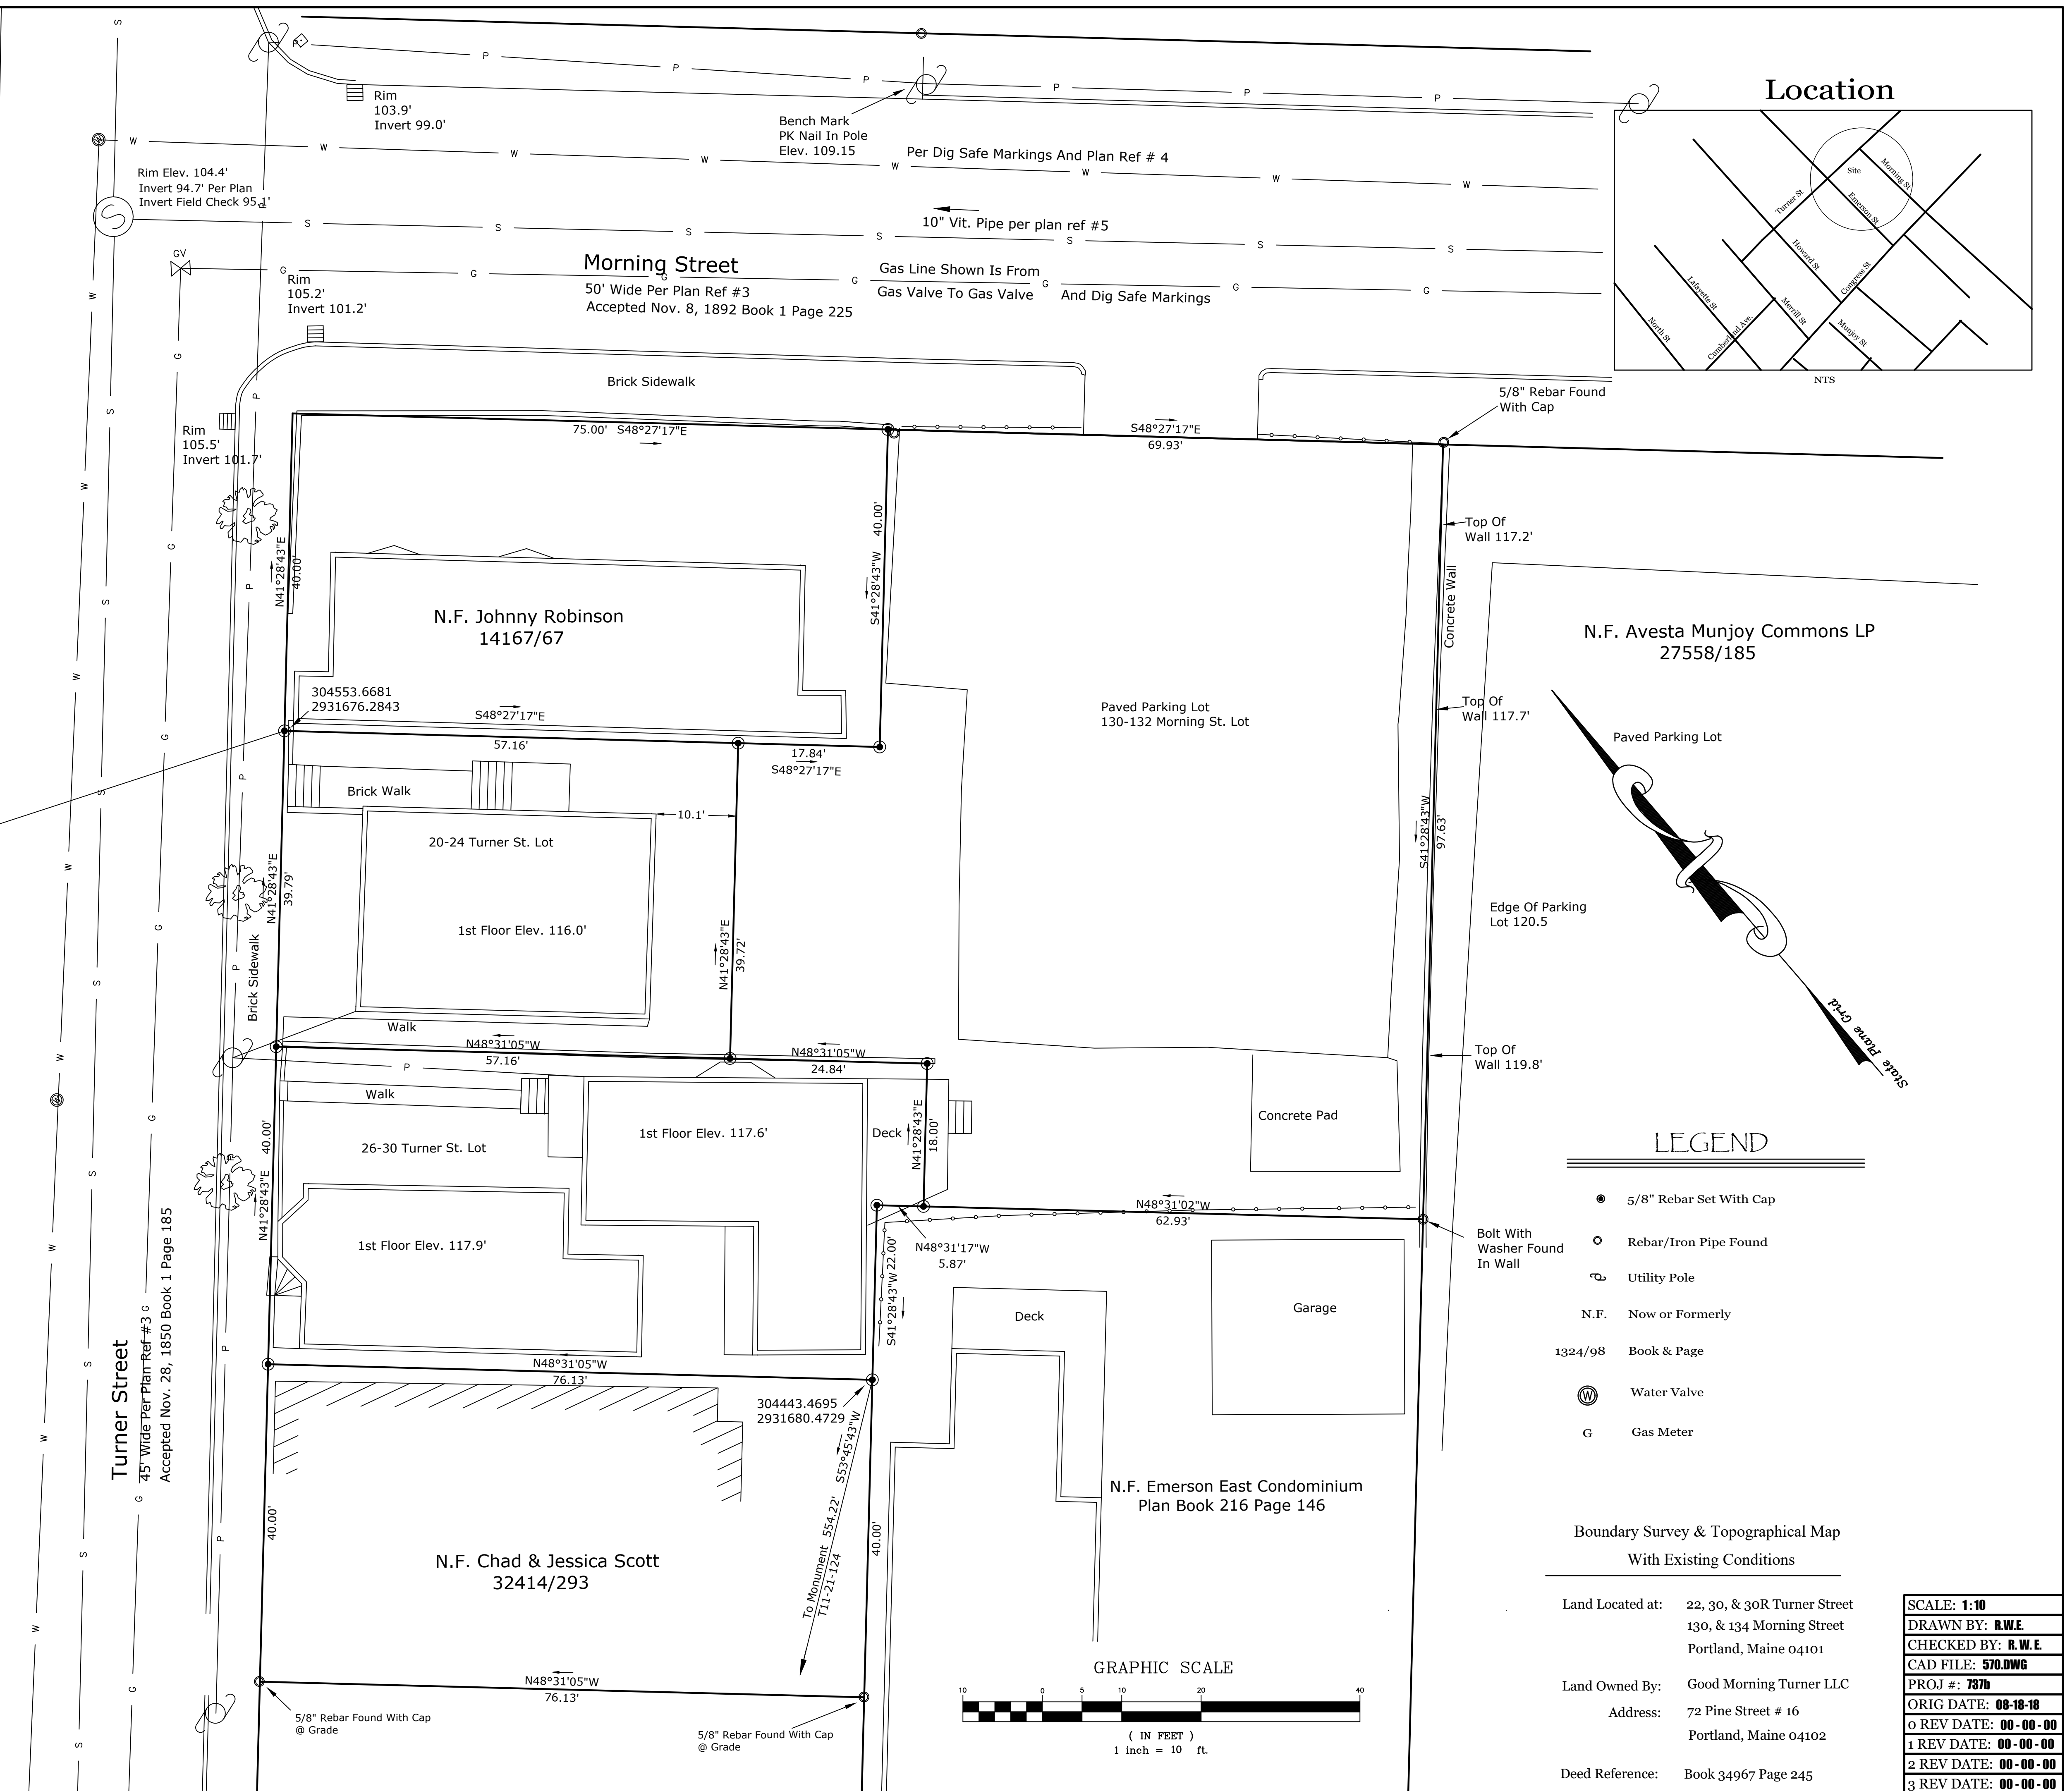 Location
Rim
103.9'
Invert 99.0'
Bench Mark
PK Nail In Pole
Elev. 109.15
Per Dig Safe Markings And Plan Ref # 4
Rim Elev. 104.4'
Invert 94.7' Per Plan
Invert Field Check 95.1'
10" Vit. Pipe per plan ref #5
GV
Morning Street
50' Wide Per Plan Ref #3
Accepted Nov. 8, 1892 Book 1 Page 225
Gas Line Shown Is From
Gas Valve To Gas Valve
And Dig Safe Markings
Rim
105.2'
Invert 101.2'
Site
Morning St
Turner St
Emerson St
Howard St
Congress St
Lafayette St
Merrill St
North St
Cumberland Ave.
Munjoy St
NTS
Brick Sidewalk
5/8" Rebar Found
With Cap
Rim
105.5'
Invert 101.7'
75.00' S48°27'17"E
S48°27'17"E
69.93'
N41°28'43"E
40.00'
S41°28'43"W 40.00'
Top Of
Wall 117.2'
Concrete Wall
N.F. Johnny Robinson
14167/67
N.F. Avesta Munjoy Commons LP
27558/185
304553.6681
2931676.2843
S48°27'17"E
57.16'
17.84'
S48°27'17"E
Paved Parking Lot
130-132 Morning St. Lot
Top Of
Wall 117.7'
Paved Parking Lot
Brick Walk
10.1'
20-24 Turner St. Lot
1st Floor Elev. 116.0'
N41°28'43"E
39.79'
N41°28'43"E
39.72'
S41°28'43"W
97.63'
Edge Of Parking
Lot 120.5
Brick Sidewalk
State Plane Grid
Walk
N48°31'05"W
57.16'
N48°31'05"W
24.84'
Top Of
Wall 119.8'
Walk
26-30 Turner St. Lot
1st Floor Elev. 117.6'
Deck
N41°28'43"E
18.00'
Concrete Pad
N41°28'43"E 40.00'
1st Floor Elev. 117.9'
N48°31'02"W
62.93'
N48°31'17"W
5.87'
S41°28'43"W 22.00'
Bolt With
Washer Found
In Wall
Deck
Garage
Turner Street
45' Wide Per Plan Ref #3
Accepted Nov. 28, 1850 Book 1 Page 185
N48°31'05"W
76.13'
304443.4695
2931680.4729
To Monument 554.22' S53°45'43"W
T11-21-124
40.00'
40.00'
N.F. Emerson East Condominium
Plan Book 216 Page 146
N.F. Chad & Jessica Scott
32414/293
N48°31'05"W
76.13'
5/8" Rebar Found With Cap
@ Grade
5/8" Rebar Found With Cap
@ Grade
GRAPHIC SCALE
10 0 5 10 20 40
( IN FEET )
1 inch = 10 ft.
LEGEND
5/8" Rebar Set With Cap
Rebar/Iron Pipe Found
Utility Pole
N.F. Now or Formerly
1324/98 Book & Page
W Water Valve
G Gas Meter
Boundary Survey & Topographical Map
With Existing Conditions
Land Located at: 22, 30, & 30R Turner Street
130, & 134 Morning Street
Portland, Maine 04101
Land Owned By: Good Morning Turner LLC
Address: 72 Pine Street # 16
Portland, Maine 04102
Deed Reference: Book 34967 Page 245
SCALE: 1:10
DRAWN BY: R.W.E.
CHECKED BY: R.W.E.
CAD FILE: 570.DWG
PROJ #: 737b
ORIG DATE: 08-18-18
0 REV DATE: 00-00-00
1 REV DATE: 00-00-00
2 REV DATE: 00-00-00
3 REV DATE: 00-00-00